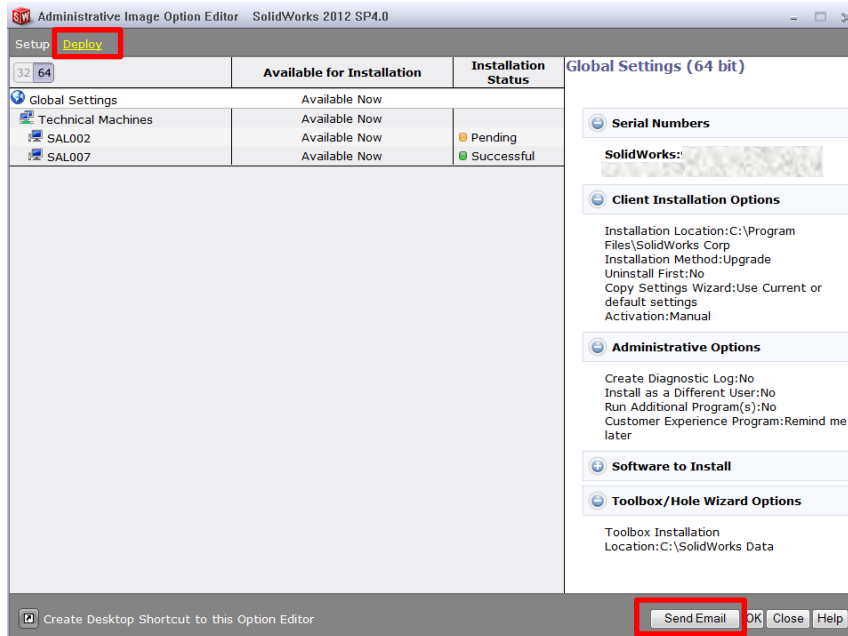 Administrative Image Option Editor SolidWorks 2012 SP4.0
Setup Deploy
32 64 Available for Installation Installation Status
Global Settings Available Now
Technical Machines Available Now
SAL002 Available Now Pending
SAL007 Available Now Successful
Global Settings (64 bit)
Serial Numbers
SolidWorks:
Client Installation Options
Installation Location:C:\Program
Files\SolidWorks Corp
Installation Method:Upgrade
Uninstall First:No
Copy Settings Wizard:Use Current or
default settings
Activation:Manual
Administrative Options
Create Diagnostic Log:No
Install as a Different User:No
Run Additional Program(s):No
Customer Experience Program:Remind me
later
Software to Install
Toolbox/Hole Wizard Options
Toolbox Installation
Location:C:\SolidWorks Data
Create Desktop Shortcut to this Option Editor
Send Email OK Close Help